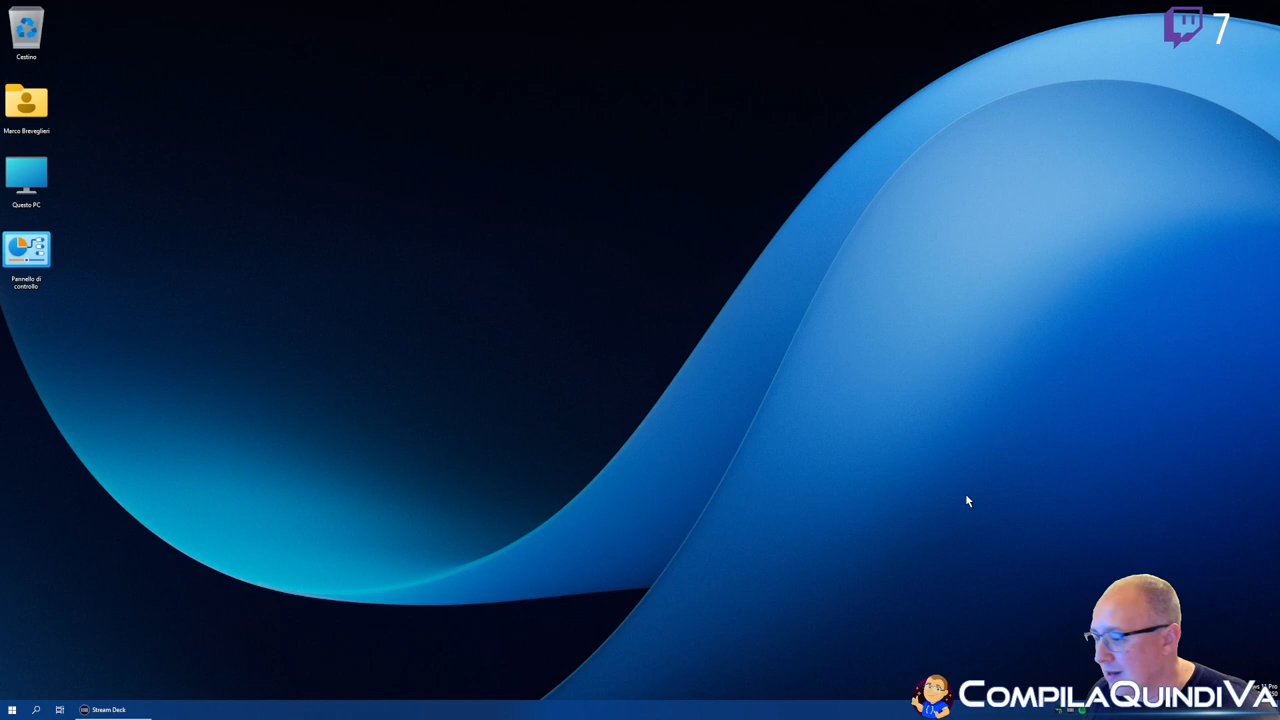 7
Cestino
Marco Breveglieri
Questo PC
Pannello di
controllo
Stream Deck
COMPILAQUINDIVA